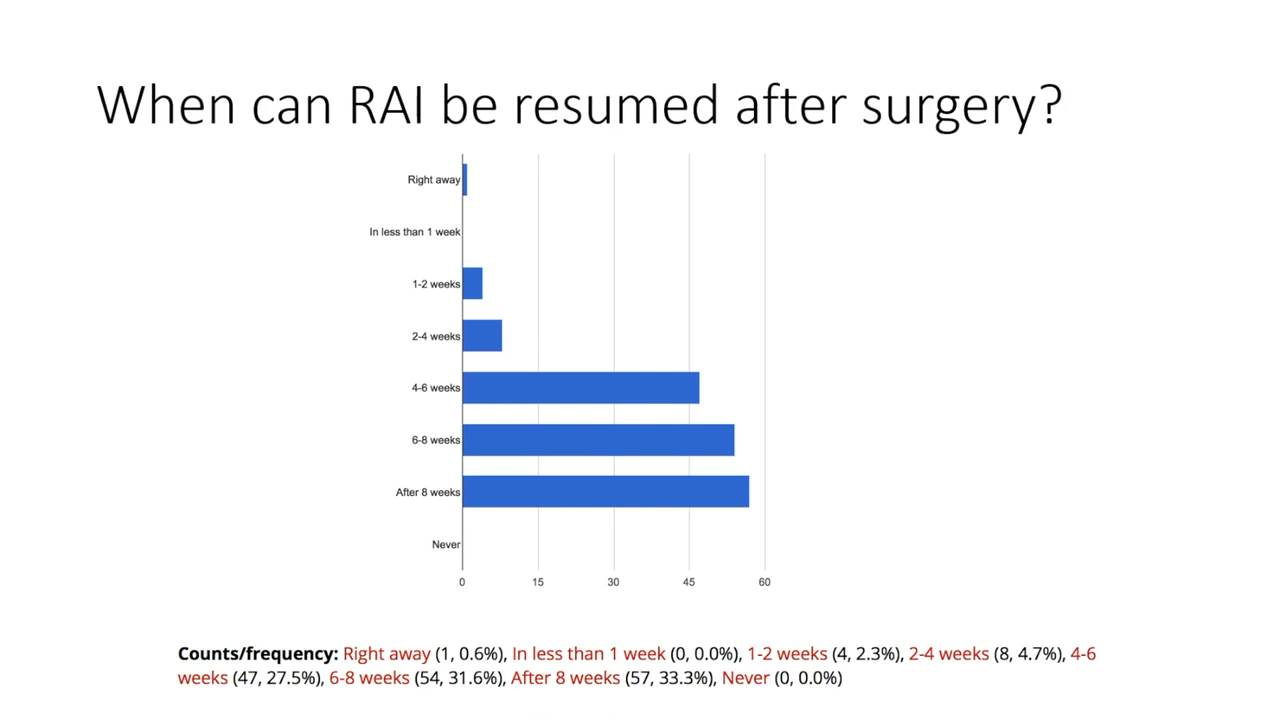 When can RAI be resumed after surgery?
Right away
In less than 1 week
1-2 weeks
2-4 weeks
4-6 weeks
6-8 weeks
After 8 weeks
Never
0 15 30 45 60
Counts/frequency: Right away (1, 0.6%), In less than 1 week (0, 0.0%), 1-2 weeks (4, 2.3%), 2-4 weeks (8, 4.7%), 4-6
weeks (47, 27.5%), 6-8 weeks (54, 31.6%), After 8 weeks (57, 33.3%), Never (0, 0.0%)